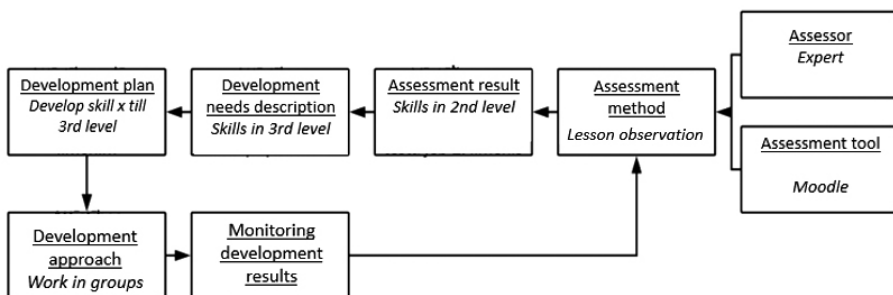 Assessor
Expert
Development plan
Develop skill x till
3rd level
Development
needs description
Skills in 3rd level
Assessment result
Skills in 2nd level
Assessment
method
Lesson observation
Assessment tool
Moodle
Development
approach
Work in groups
Monitoring
development
results